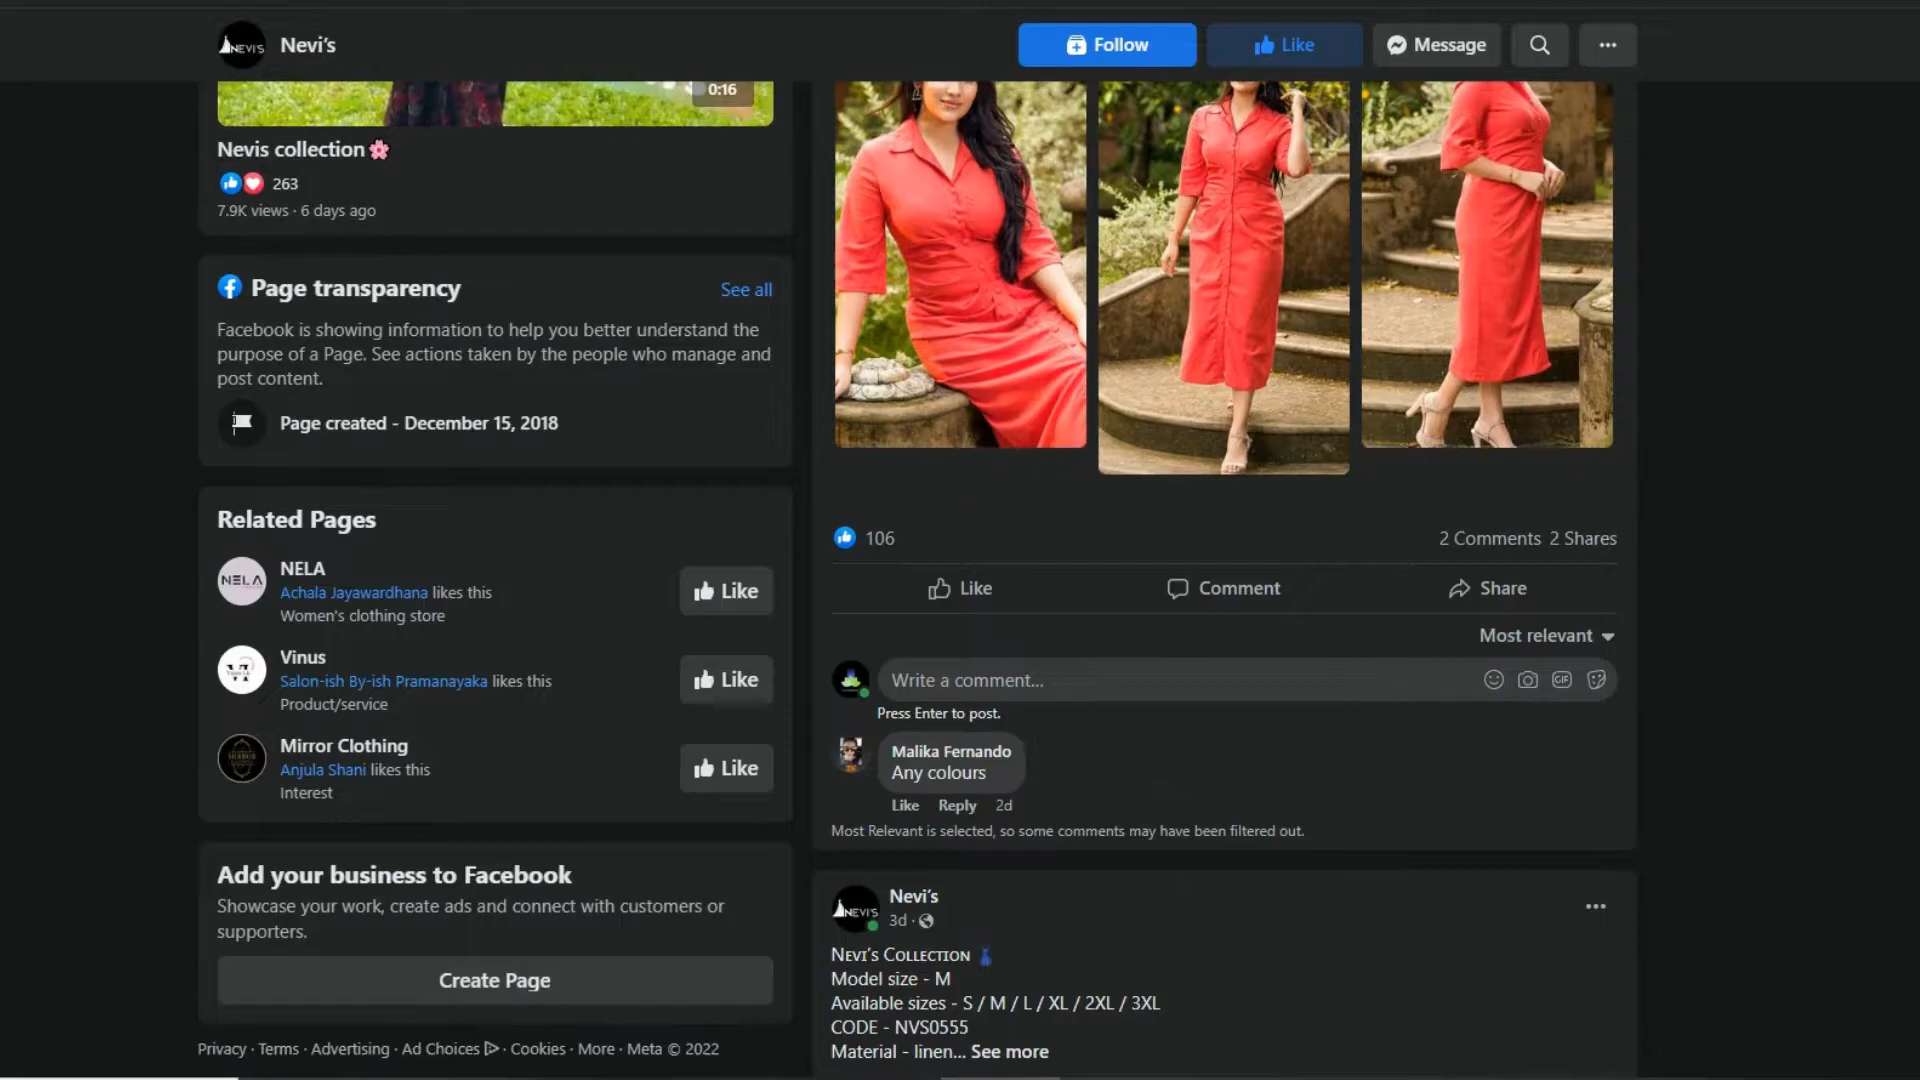 NEVI'S
Nevi's
Follow
Like
Message
0:16
Nevis collection
263
7.9K views · 6 days ago
Page transparency
See all
Facebook is showing information to help you better understand the
purpose of a Page. See actions taken by the people who manage and
post content.
Page created - December 15, 2018
Related Pages
NELA
NELA
Achala Jayawardhana likes this
Women's clothing store
Like
Vinus
Salon-ish By-ish Pramanayaka likes this
Product/service
Like
MIRROR
Mirror Clothing
Anjula Shani likes this
Interest
Like
Add your business to Facebook
Showcase your work, create ads and connect with customers or
supporters.
Create Page
Privacy · Terms · Advertising · Ad Choices · Cookies · More · Meta © 2022
106
2 Comments 2 Shares
Like
Comment
Share
Most relevant
Write a comment...
GIF
Press Enter to post.
Malika Fernando
Any colours
Like Reply 2d
Most Relevant is selected, so some comments may have been filtered out.
NEVI'S
Nevi's
3d ·
Nᴇᴠɪ's Cᴏʟʟᴇᴄᴛɪᴏɴ
Model size - M
Available sizes - S / M / L / XL / 2XL / 3XL
CODE - NVS0555
Material - linen... See more